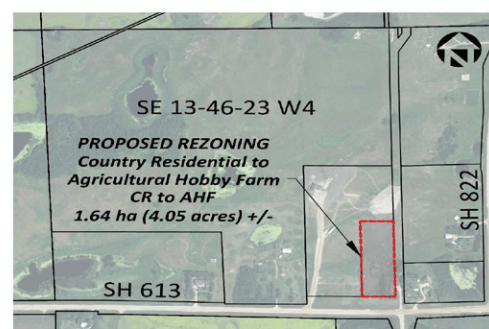 SE 13-46-23 W4
PROPOSED REZONING
Country Residential to
Agricultural Hobby Farm
CR to AHF
1.64 ha (4.05 acres) +/-
SH 822
SH 613